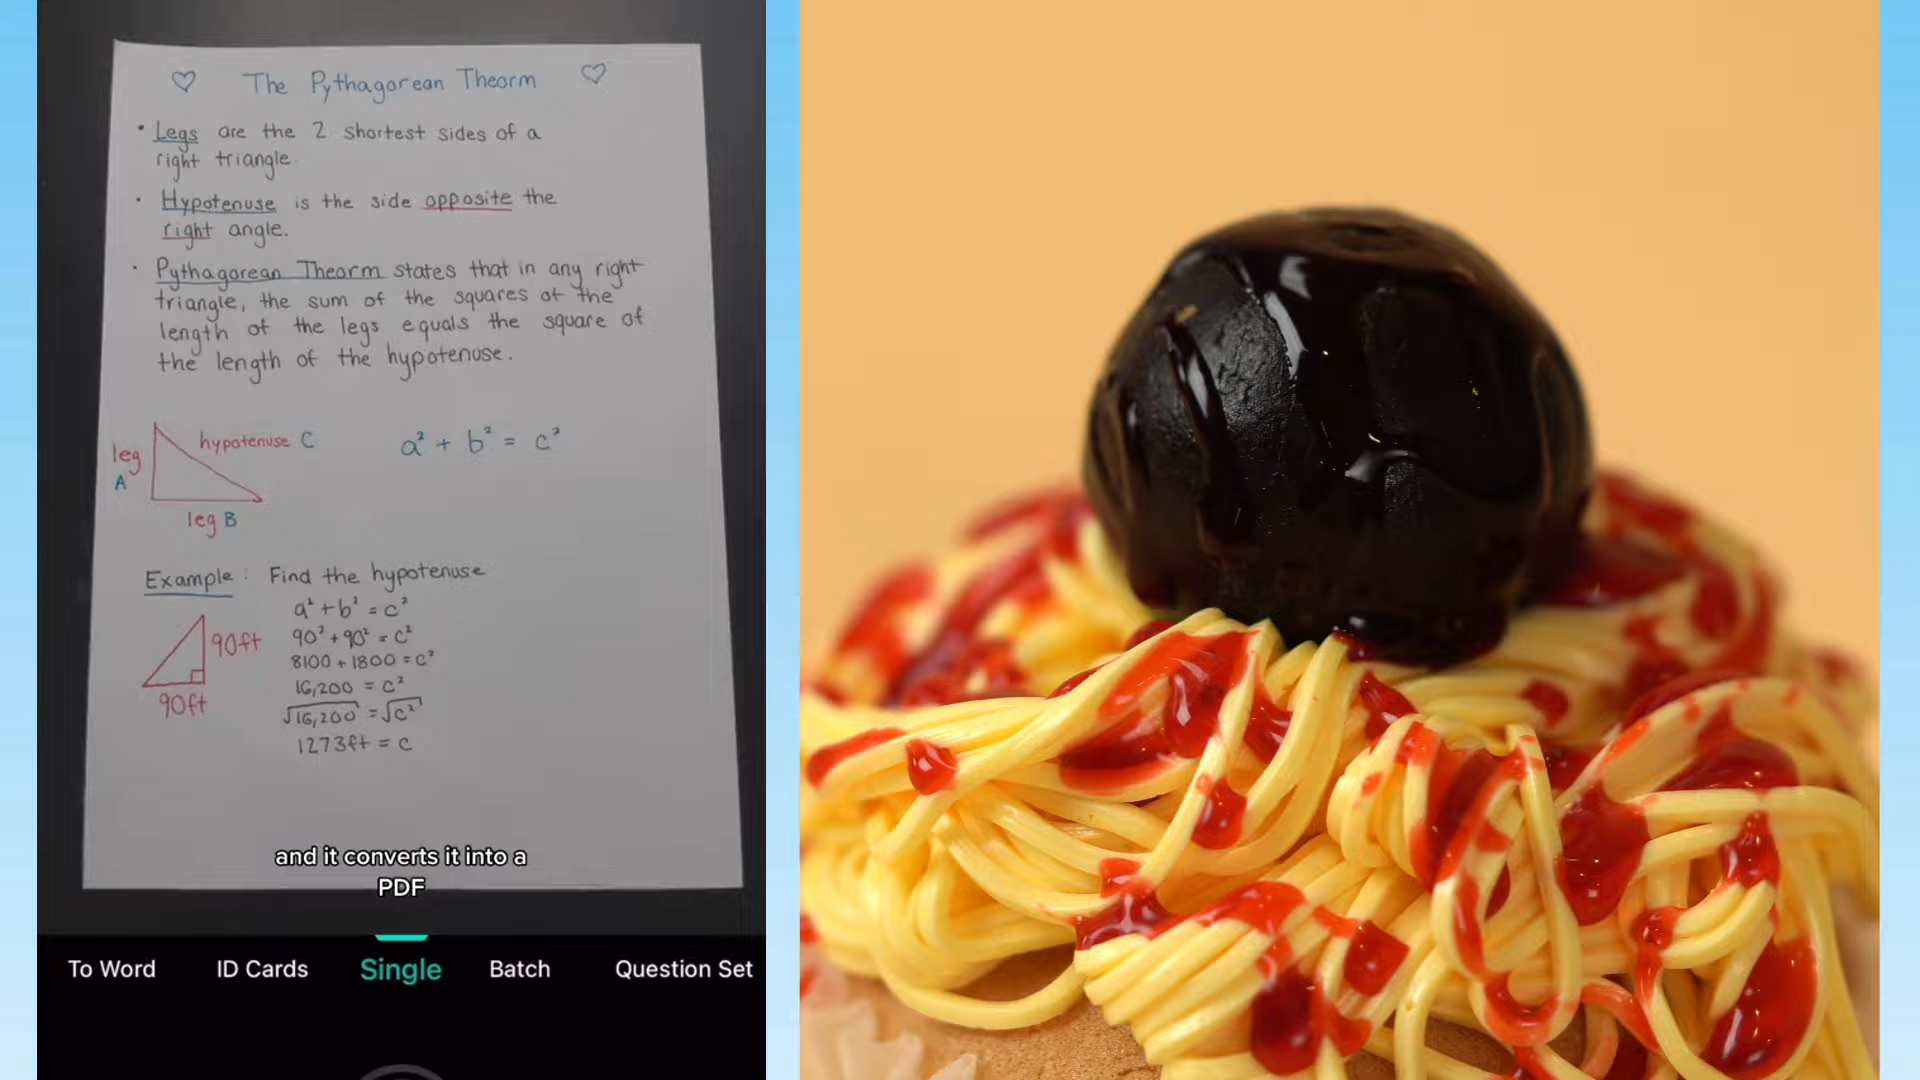 The Pythagorean Theorm
• Legs are the 2 shortest sides of a
right triangle.
• Hypotenuse is the side opposite the
right angle.
• Pythagorean Theorm states that in any right
triangle, the sum of the squares of the
length of the legs equals the square of
the length of the hypotenuse.
leg
A
hypotenuse C
leg B
a² + b² = c²
Example: Find the hypotenuse
a² + b² = c²
90² + 90² = c²
8100 + 1800 = c²
16,200 = c²
√16,200 = √c²
1273ft = c
90ft
90ft
and it converts it into a
PDF
To Word ID Cards Single Batch Question Set